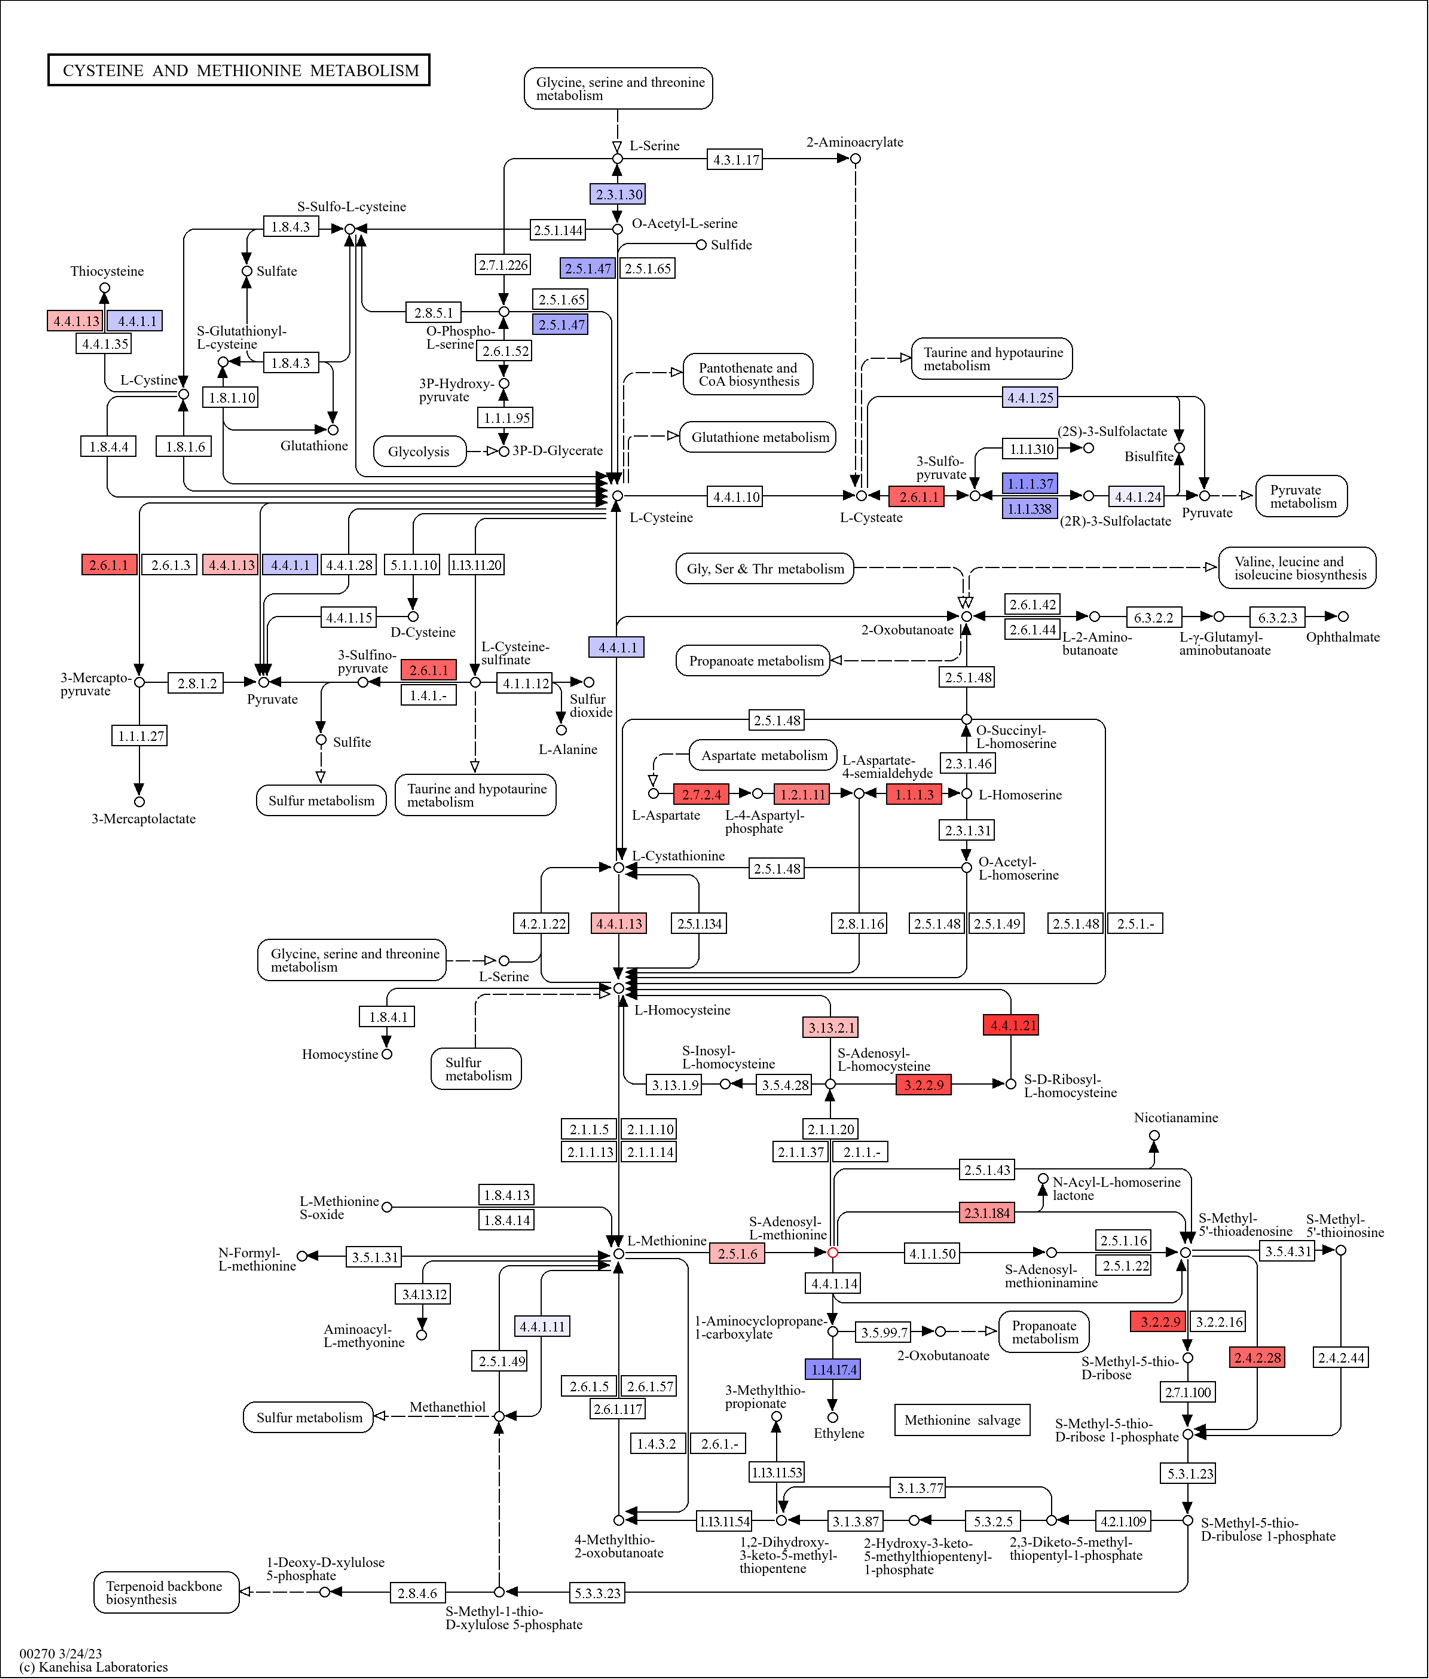 CYSTEINE AND METHIONINE METABOLISM
Glycine, serine and threonine
metabolism
L-Serine
4.3.1.17
2-Aminoacrylate
2.3.1.30
S-Sulfo-L-cysteine
1.8.4.3
2.5.1.144
O-Acetyl-L-serine
Sulfide
Sulfate
2.7.1.226
2.5.1.47
2.5.1.65
Thiocysteine
4.4.1.13
4.4.1.1
4.4.1.35
S-Glutathionyl-
L-cysteine
2.8.5.1
2.5.1.65
2.5.1.47
O-Phospho-
L-serine
2.6.1.52
1.8.4.3
L-Cystine
1.8.1.10
3P-Hydroxy-
pyruvate
1.1.1.95
Pantothenate and
CoA biosynthesis
Taurine and hypotaurine
metabolism
4.4.1.25
1.8.4.4
1.8.1.6
Glutathione
Glycolysis
3P-D-Glycerate
Glutathione metabolism
(2S)-3-Sulfolactate
1.1.1.310
Bisulfite
3-Sulfo-
pyruvate
1.1.1.37
1.1.1.338
4.4.1.10
2.6.1.1
4.4.1.24
Pyruvate
metabolism
L-Cysteine
L-Cysteate
(2R)-3-Sulfolactate
Pyruvate
2.6.1.1
2.6.1.3
4.4.1.13
4.4.1.1
4.4.1.28
5.1.1.10
1.13.11.20
Gly, Ser & Thr metabolism
Valine, leucine and
isoleucine biosynthesis
4.4.1.15
D-Cysteine
2-Oxobutanoate
2.6.1.42
2.6.1.44
6.3.2.2
6.3.2.3
L-2-Amino-
butanoate
L-γ-Glutamyl-
aminobutanoate
Ophthalmate
4.4.1.1
Propanoate metabolism
3-Sulfino-
pyruvate
2.6.1.1
1.4.1.-
L-Cysteine-
sulfinate
4.1.1.12
Sulfur
dioxide
3-Mercapto-
pyruvate
2.8.1.2
Pyruvate
2.5.1.48
1.1.1.27
Sulfite
L-Alanine
2.5.1.48
O-Succinyl-
L-homoserine
Aspartate metabolism
L-Aspartate-
4-semialdehyde
2.3.1.46
Sulfur metabolism
Taurine and hypotaurine
metabolism
2.7.2.4
1.2.1.11
1.1.1.3
L-Homoserine
3-Mercaptolactate
L-Aspartate
L-4-Aspartyl-
phosphate
2.3.1.31
L-Cystathionine
2.5.1.48
O-Acetyl-
L-homoserine
4.2.1.22
4.4.1.13
2.5.1.134
2.8.1.16
2.5.1.48
2.5.1.49
2.5.1.48
2.5.1.-
Glycine, serine and threonine
metabolism
L-Serine
L-Homocysteine
1.8.4.1
Homocystine
Sulfur
metabolism
3.13.2.1
4.4.1.21
S-Inosyl-
L-homocysteine
S-Adenosyl-
L-homocysteine
3.13.1.9
3.5.4.28
3.2.2.9
S-D-Ribosyl-
L-homocysteine
2.1.1.5
2.1.1.10
2.1.1.13
2.1.1.14
2.1.1.20
2.1.1.37
2.1.1.-
Nicotianamine
2.5.1.43
N-Acyl-L-homoserine
lactone
2.3.1.184
L-Methionine
S-oxide
1.8.4.13
1.8.4.14
S-Adenosyl-
L-methionine
S-Methyl-
5'-thioadenosine
S-Methyl-
5'-thioinosine
N-Formyl-
L-methionine
3.5.1.31
L-Methionine
2.5.1.6
4.1.1.50
2.5.1.16
2.5.1.22
3.5.4.31
S-Adenosyl-
methioninamine
3.4.13.12
4.4.1.14
Aminoacyl-
L-methyonine
4.4.1.11
1-Aminocyclopropane-
1-carboxylate
3.5.99.7
2-Oxobutanoate
Propanoate
metabolism
3.2.2.9
3.2.2.16
2.5.1.49
1.14.17.4
S-Methyl-5-thio-
D-ribose
2.4.2.28
2.4.2.44
2.6.1.5
2.6.1.57
2.6.1.117
3-Methylthio-
propionate
2.7.1.100
Sulfur metabolism
Methanethiol
Ethylene
Methionine salvage
S-Methyl-5-thio-
D-ribose 1-phosphate
1.4.3.2
2.6.1.-
1.13.11.53
3.1.3.77
5.3.1.23
1.13.11.54
3.1.3.87
5.3.2.5
4.2.1.109
S-Methyl-5-thio-
D-ribulose 1-phosphate
4-Methylthio-
2-oxobutanoate
1,2-Dihydroxy-
3-keto-5-methyl-
thiopentene
2-Hydroxy-3-keto-
5-methylthiopentenyl-
1-phosphate
2,3-Diketo-5-methyl-
thiopentyl-1-phosphate
Terpenoid backbone
biosynthesis
1-Deoxy-D-xylulose
5-phosphate
2.8.4.6
5.3.3.23
S-Methyl-1-thio-
D-xylulose 5-phosphate
00270 3/24/23
(c) Kanehisa Laboratories